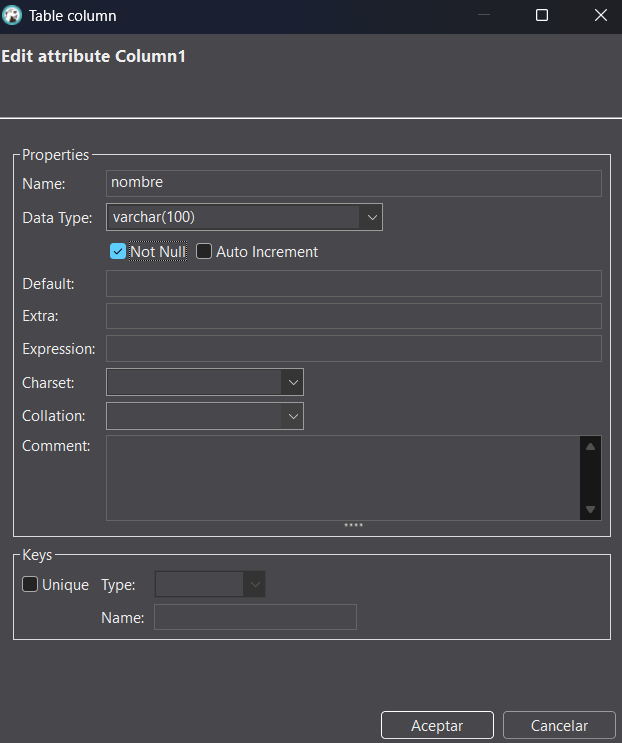 Table column
Edit attribute Column1
Properties
Name: nombre
Data Type: varchar(100)
Not Null Auto Increment
Default:
Extra:
Expression:
Charset:
Collation:
Comment:
Keys
Unique Type:
Name:
Aceptar Cancelar